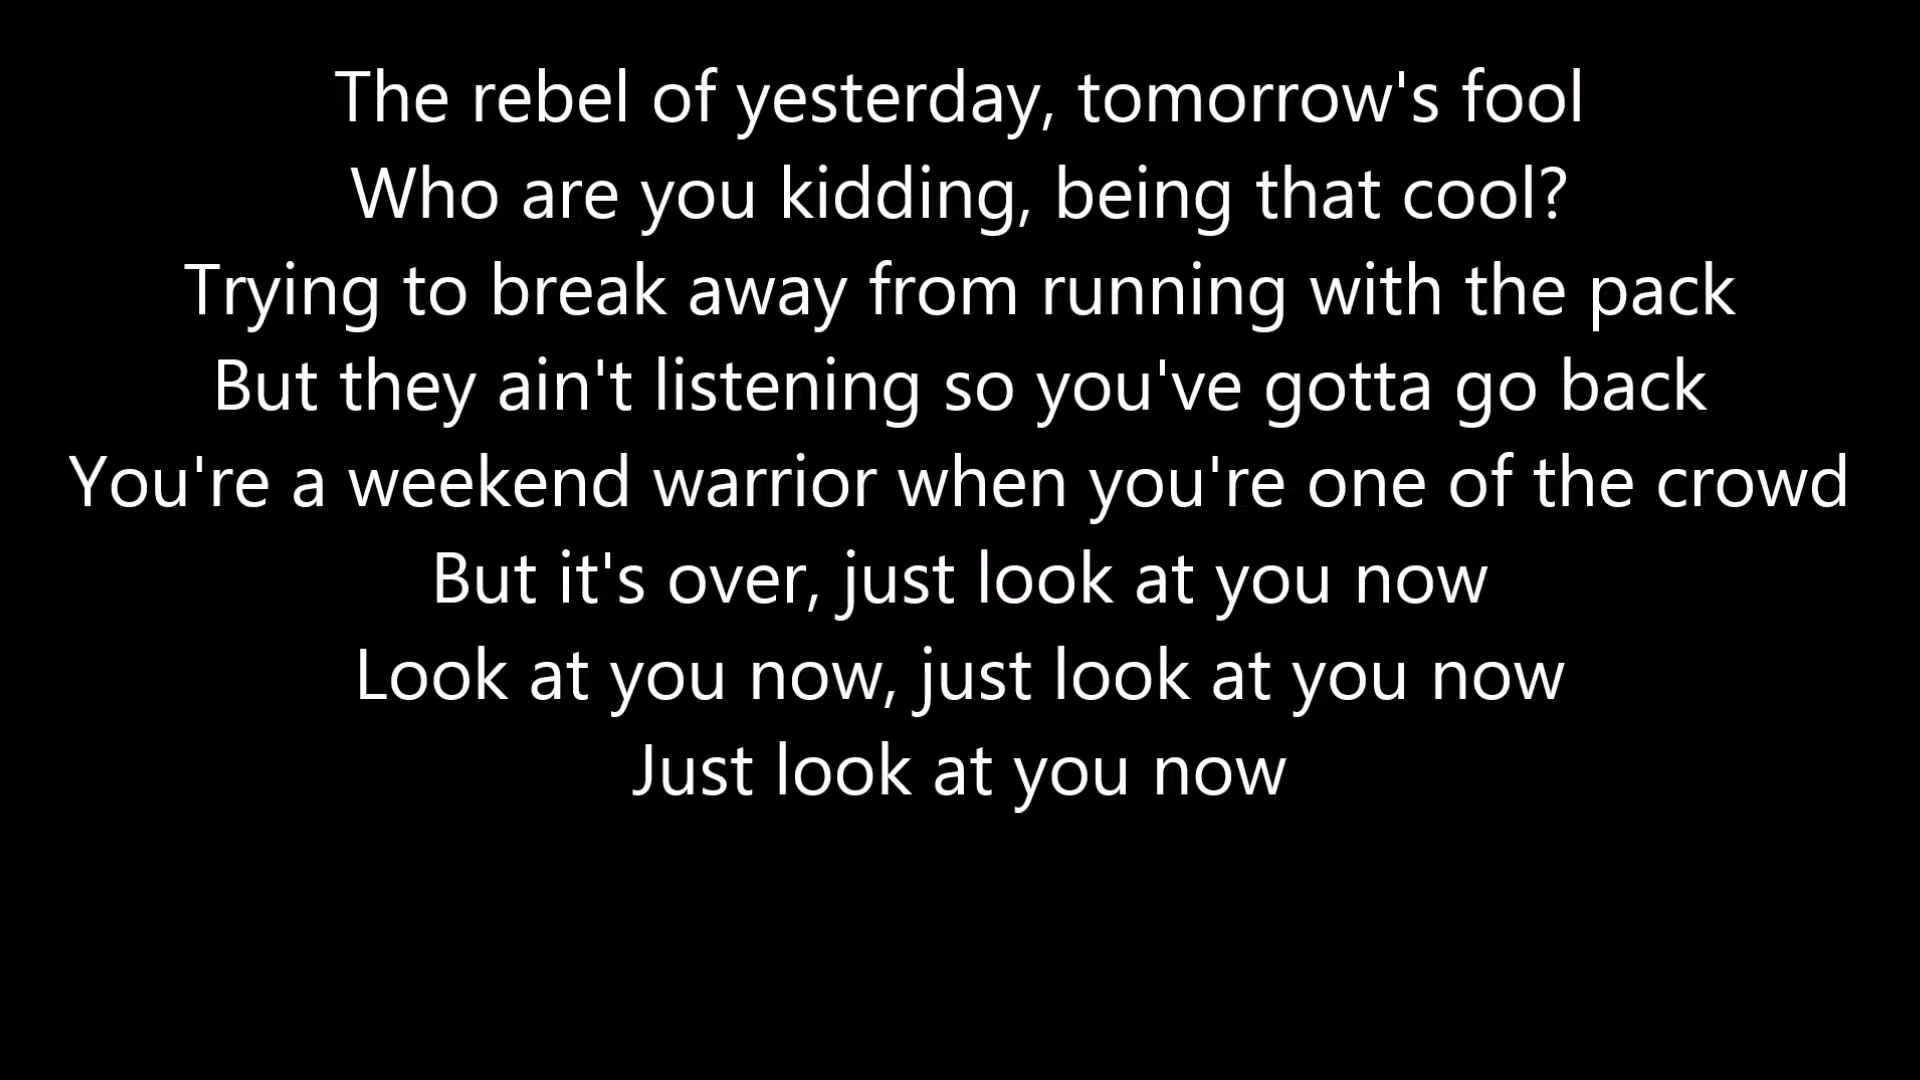 The rebel of yesterday, tomorrow's fool
Who are you kidding, being that cool?
Trying to break away from running with the pack
But they ain't listening so you've gotta go back
You're a weekend warrior when you're one of the crowd
But it's over, just look at you now
Look at you now, just look at you now
Just look at you now